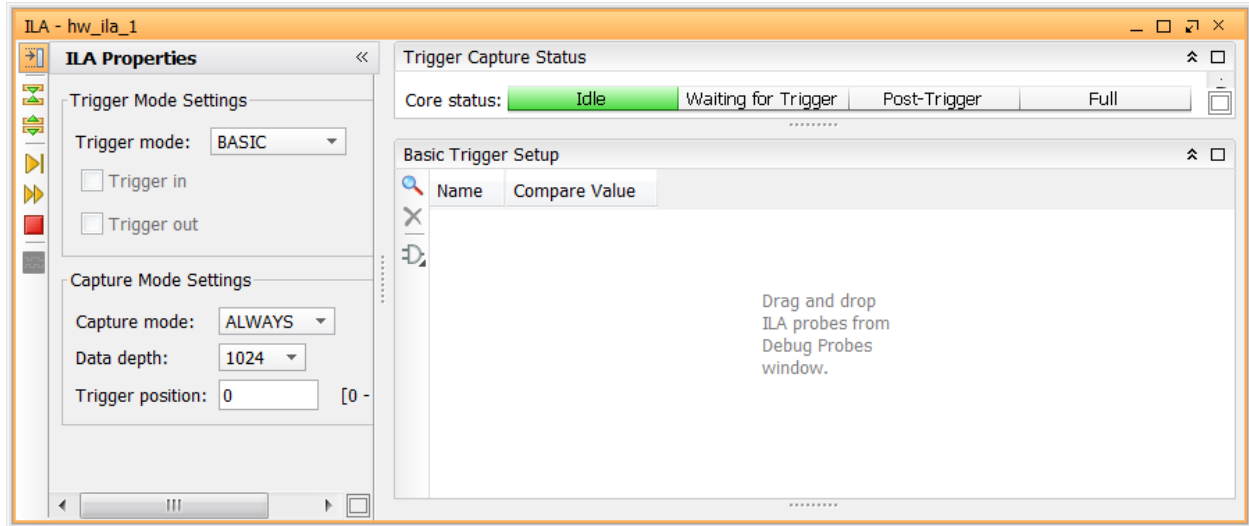 ILA - hw_ila_1
ILA Properties
Trigger Mode Settings
Trigger mode: BASIC
Trigger in
Trigger out
Capture Mode Settings
Capture mode: ALWAYS
Data depth: 1024
Trigger position: 0 [0 -
Trigger Capture Status
Core status: Idle Waiting for Trigger Post-Trigger Full
Basic Trigger Setup
Name Compare Value
Drag and drop
ILA probes from
Debug Probes
window.